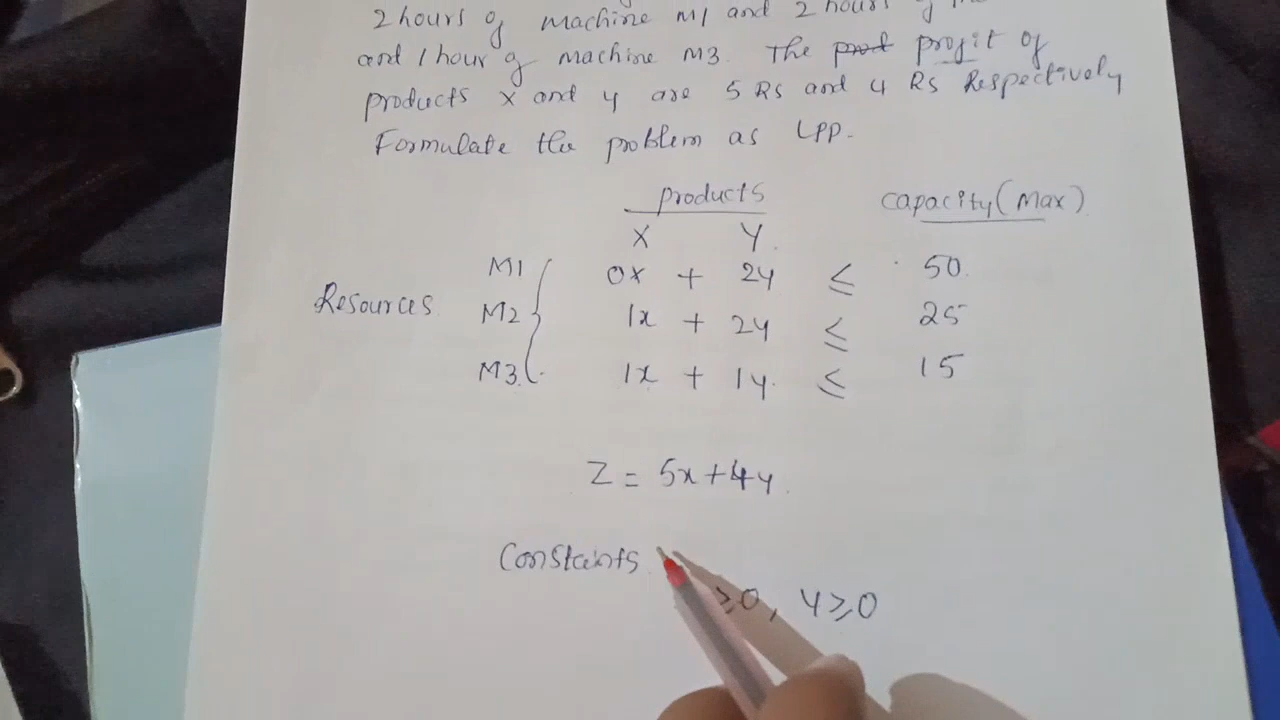 2 hours of machine M1 and 2 hours of
and 1 hour of machine M3. The prof profit of
products x and y are 5 RS and 4 RS Respectively
Formulate the problem as LPP.
products capacity(Max)
X Y.
M1 0x + 2y ≤ 50.
Resources M2 1x + 2y ≤ 25
M3 1x + 1y. ≤ 15
Z = 5x+4y.
Constaints
≥0, Y≥0